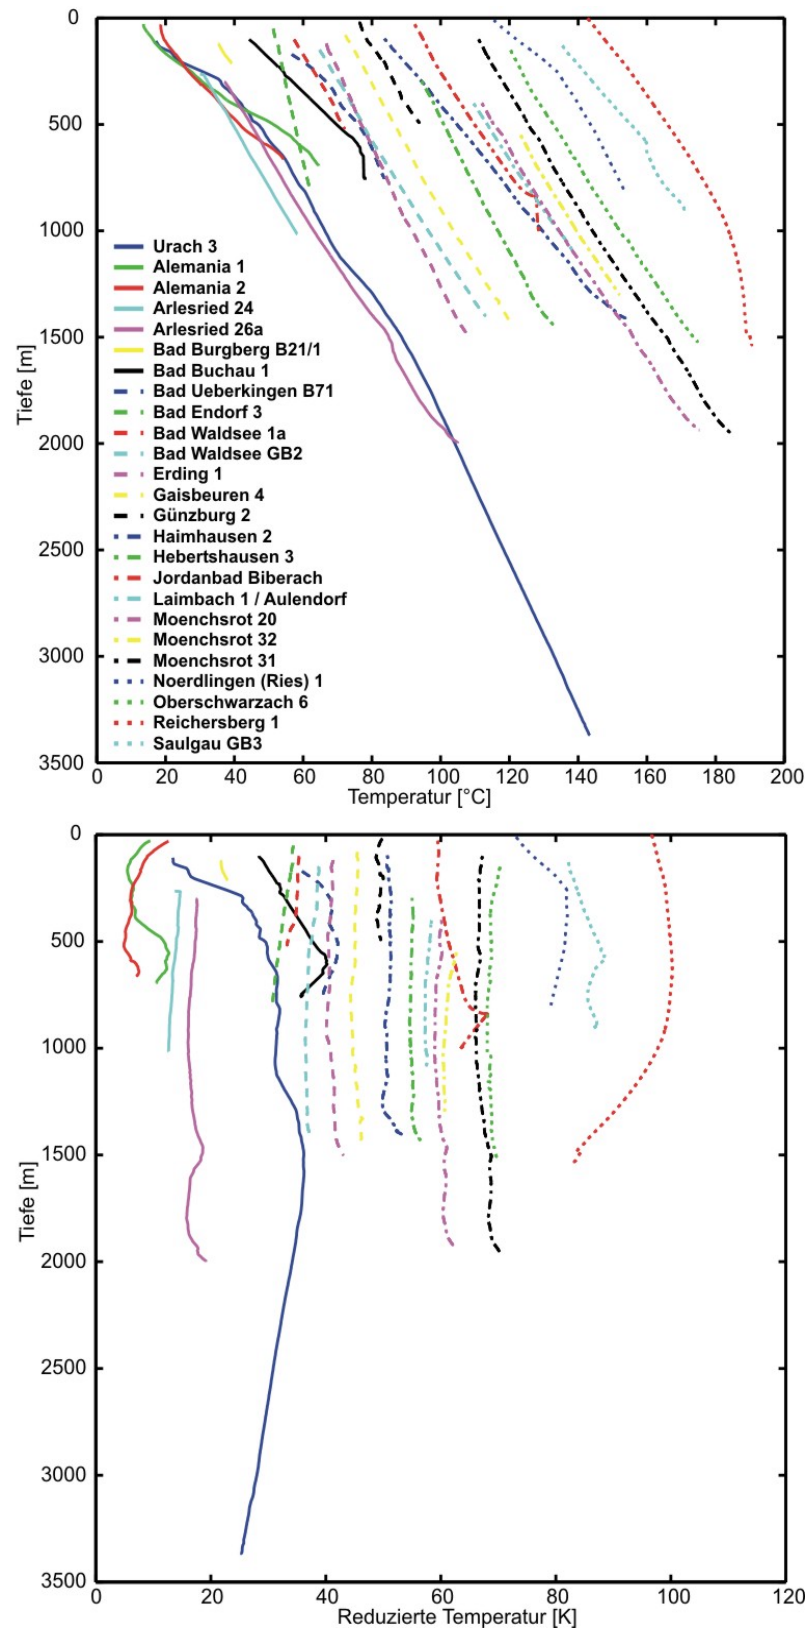 0
500
1000
1500
2000
2500
3000
3500
Tiefe [m]
Urach 3
Alemania 1
Alemania 2
Arlesried 24
Arlesried 26a
Bad Burgberg B21/1
Bad Buchau 1
Bad Ueberkingen B71
Bad Endorf 3
Bad Waldsee 1a
Bad Waldsee GB2
Erding 1
Gaisbeuren 4
Günzburg 2
Haimhausen 2
Hebertshausen 3
Jordanbad Biberach
Laimbach 1 / Aulendorf
Moenchsrot 20
Moenchsrot 32
Moenchsrot 31
Noerdlingen (Ries) 1
Oberschwarzach 6
Reichersberg 1
Saulgau GB3
0 20 40 60 80 100 120 140 160 180 200
Temperatur [°C]
0
500
1000
1500
2000
2500
3000
3500
Tiefe [m]
0 20 40 60 80 100 120
Reduzierte Temperatur [K]